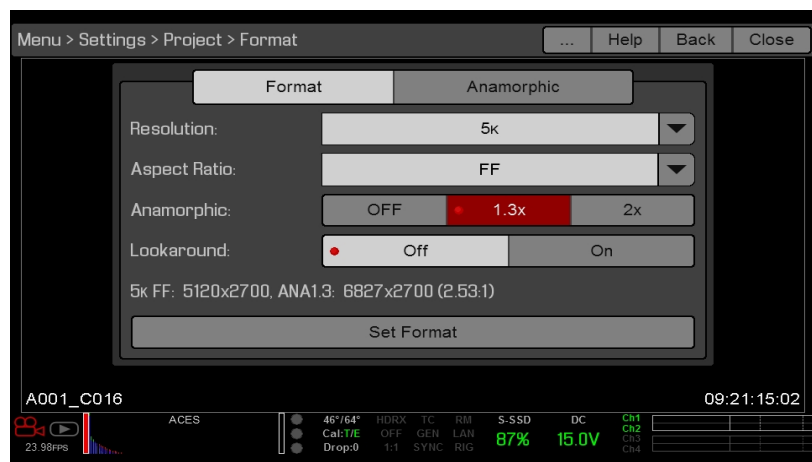 Menu > Settings > Project > Format ... Help Back Close
Format Anamorphic
Resolution: 5K
Aspect Ratio: FF
Anamorphic: OFF 1.3x 2x
Lookaround: Off On
5K FF: 5120x2700, ANA1.3: 6827x2700 (2.53:1)
Set Format
A001_C016 09:21:15:02
ACES 46°/64° HDRX TC RM S-SSD DC Ch1
Cal:T/E OFF GEN LAN 87% 15.0V Ch2
23.98FPS Drop:0 1:1 SYNC RIG Ch3
Ch4